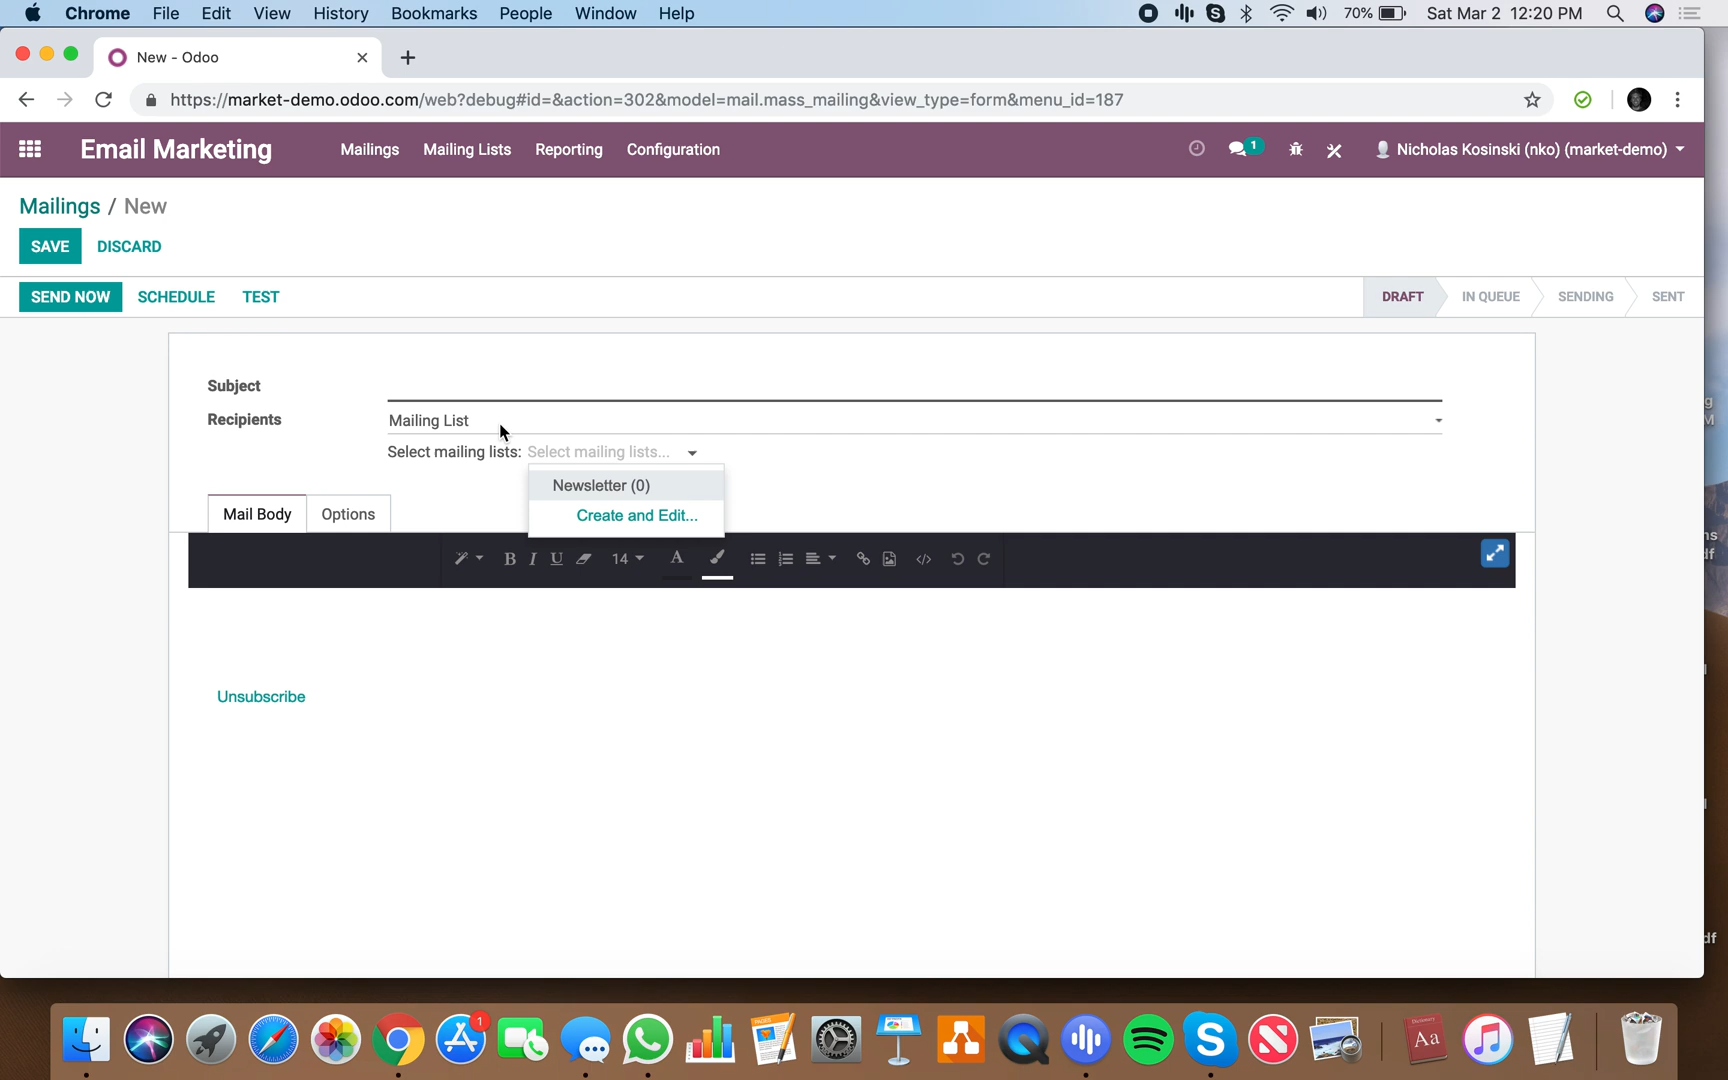 Chrome File Edit View History Bookmarks People Window Help 70% Sat Mar 2 12:20 PM
New - Odoo
https://market-demo.odoo.com/web?debug#id=&action=302&model=mail.mass_mailing&view_type=form&menu_id=187
Email Marketing Mailings Mailing Lists Reporting Configuration 1 Nicholas Kosinski (nko) (market-demo)
Mailings / New
SAVE DISCARD
SEND NOW SCHEDULE TEST DRAFT IN QUEUE SENDING SENT
Subject
Recipients Mailing List
Select mailing lists: Select mailing lists...
Newsletter (0)
Create and Edit...
Mail Body Options
B I U 14 A
Unsubscribe
1
PAGES
Dictionary
Aa